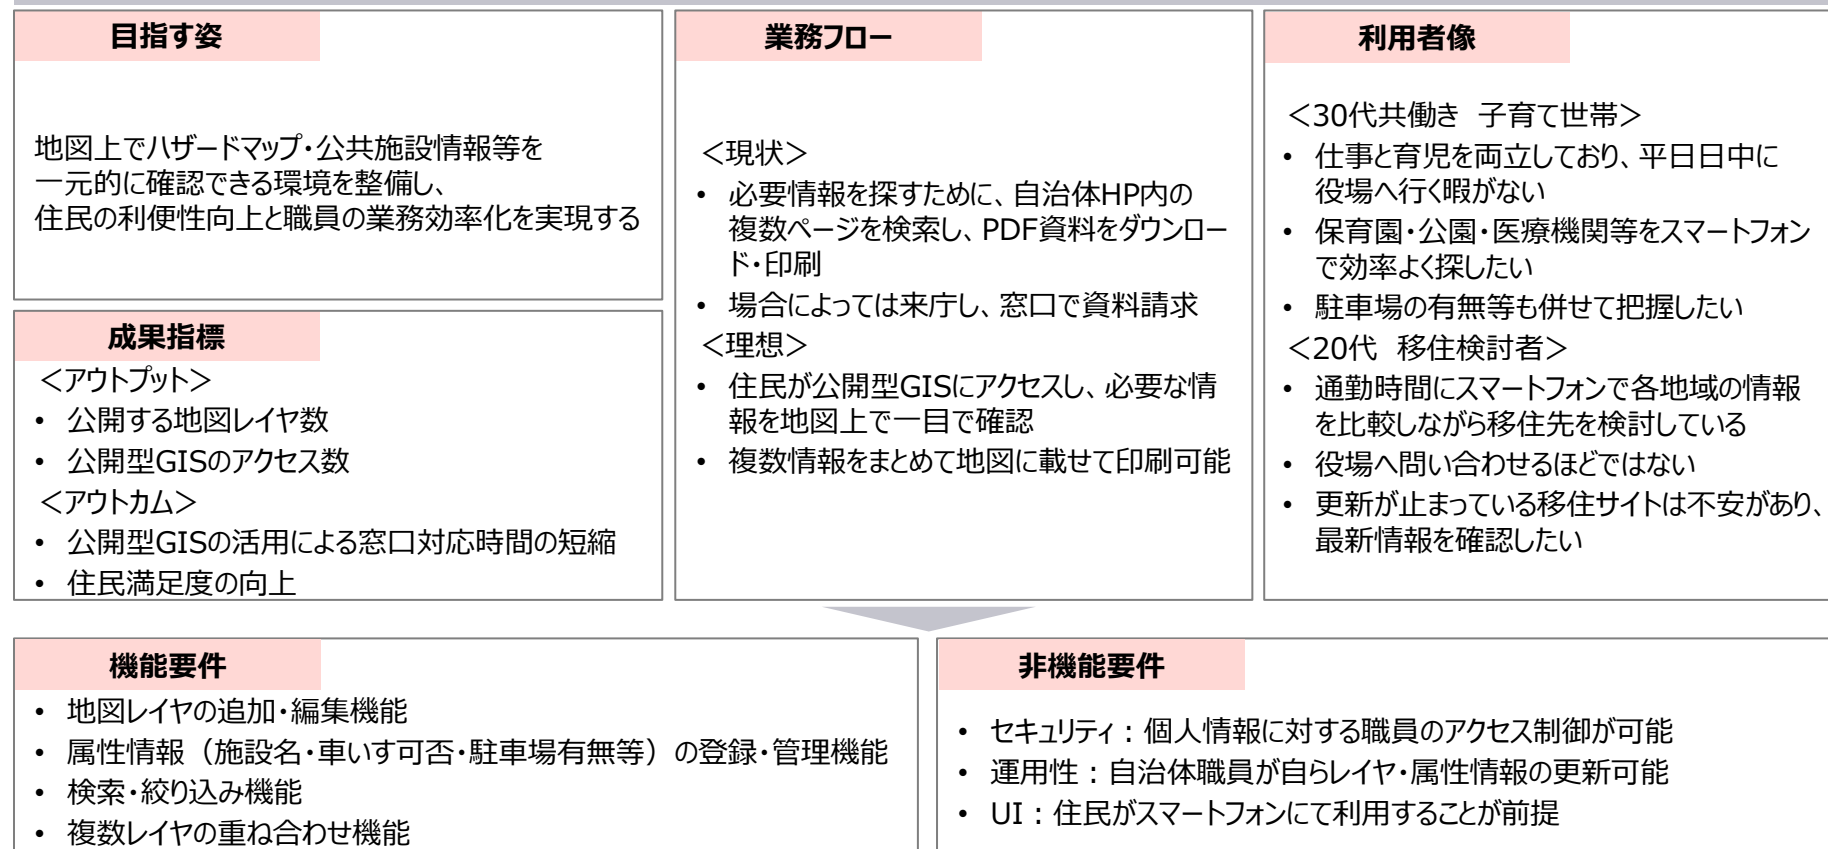 目指す姿
地図上でハザードマップ・公共施設情報等を
一元的に確認できる環境を整備し、
住民の利便性向上と職員の業務効率化を実現する
成果指標
＜アウトプット＞
• 公開する地図レイヤ数
• 公開型GISのアクセス数
＜アウトカム＞
• 公開型GISの活用による窓口対応時間の短縮
• 住民満足度の向上
業務フロー
＜現状＞
• 必要情報を探すために、自治体HP内の
複数ページを検索し、PDF資料をダウンロー
ド・印刷
• 場合によっては来庁し、窓口で資料請求
＜理想＞
• 住民が公開型GISにアクセスし、必要な情
報を地図上で一目で確認
• 複数情報をまとめて地図に載せて印刷可能
利用者像
＜30代共働き　子育て世帯＞
• 仕事と育児を両立しており、平日日中に
役場へ行く暇がない
• 保育園・公園・医療機関等をスマートフォン
で効率よく探したい
• 駐車場の有無等も併せて把握したい
＜20代　移住検討者＞
• 通勤時間にスマートフォンで各地域の情報
を比較しながら移住先を検討している
• 役場へ問い合わせるほどではない
• 更新が止まっている移住サイトは不安があり、
最新情報を確認したい
機能要件
• 地図レイヤの追加・編集機能
• 属性情報（施設名・車いす可否・駐車場有無等）の登録・管理機能
• 検索・絞り込み機能
• 複数レイヤの重ね合わせ機能
非機能要件
• セキュリティ：個人情報に対する職員のアクセス制御が可能
• 運用性：自治体職員が自らレイヤ・属性情報の更新可能
• UI：住民がスマートフォンにて利用することが前提